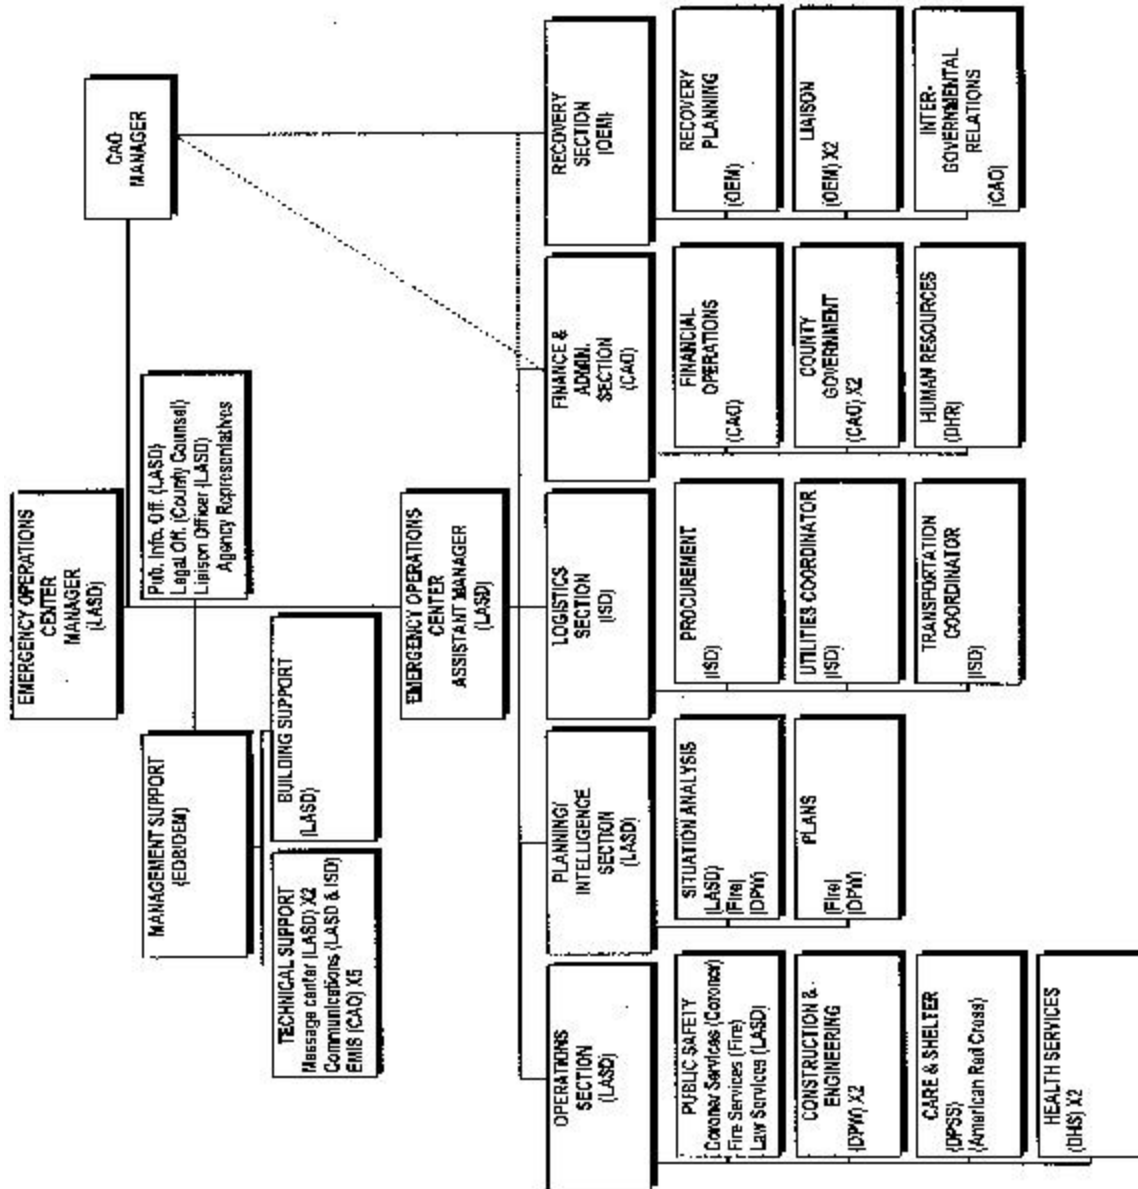 EMERGENCY OPERATIONS
CENTER
MANAGER
(LASD)
CAO
MANAGER
MANAGEMENT SUPPORT
Pub. Info. Off. (LASD)
Legal Off. (County Counsel)
Liaison Officer (LASD)
Agency Representatives
TECHNICAL SUPPORT
Message center (LASD) X2
Communications (LASD & ISD)
EMIS (CAO) X5
BUILDING SUPPORT
(LASD)
EMERGENCY OPERATIONS
CENTER
ASSISTANT MANAGER
(LASD)
OPERATIONS
SECTION
(LASD)
PUBLIC SAFETY
Coroner Services (Coroner)
Fire Services (Fire)
Law Services (LASD)
CONSTRUCTION &
ENGINEERING
(DPW) X2
CARE & SHELTER
(DPSS)
(American Red Cross)
HEALTH SERVICES
(DHS) X2
PLANNING/
INTELLIGENCE
SECTION
(LASD)
SITUATION ANALYSIS
(LASD)
(Fire)
(DPW)
PLANS
(Fire)
(DPW)
LOGISTICS
SECTION
(ISD)
PROCUREMENT
(ISD)
UTILITIES COORDINATOR
(ISD)
TRANSPORTATION
COORDINATOR
(ISD)
FINANCE &
ADMIN.
SECTION
(CAO)
FINANCIAL
OPERATIONS
(CAO)
COUNTY
GOVERNMENT
(CAO) X2
HUMAN RESOURCES
(DHR)
RECOVERY
SECTION
(OEM)
RECOVERY
PLANNING
(OEM)
LIAISON
(OEM) X2
INTER-
GOVERNMENTAL
RELATIONS
(CAO)